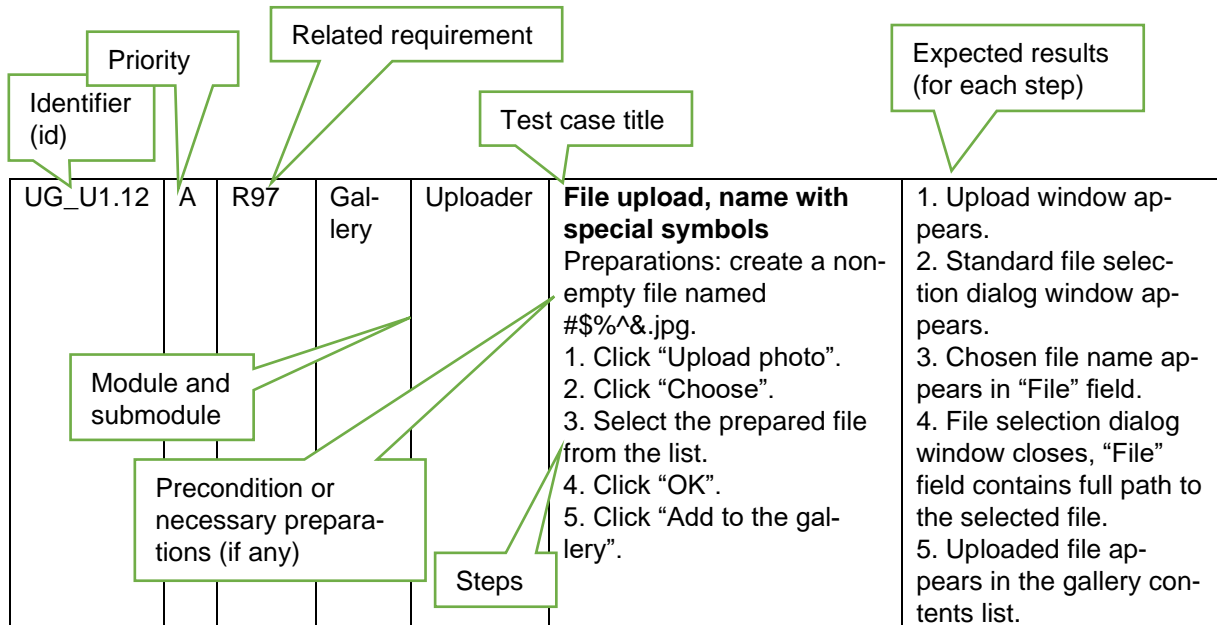 Related requirement
Priority
Expected results
(for each step)
Identifier
(id)
Test case title
UG_U1.12
A
R97
Gal-
lery
Uploader
File upload, name with
special symbols
Preparations: create a non-
empty file named
#$%^&.jpg.
1. Click “Upload photo”.
2. Click “Choose”.
3. Select the prepared file
from the list.
4. Click “OK”.
5. Click “Add to the gal-
lery”.
1. Upload window ap-
pears.
2. Standard file selec-
tion dialog window ap-
pears.
3. Chosen file name ap-
pears in “File” field.
4. File selection dialog
window closes, “File”
field contains full path to
the selected file.
5. Uploaded file ap-
pears in the gallery con-
tents list.
Module and
submodule
Precondition or
necessary prepara-
tions (if any)
Steps